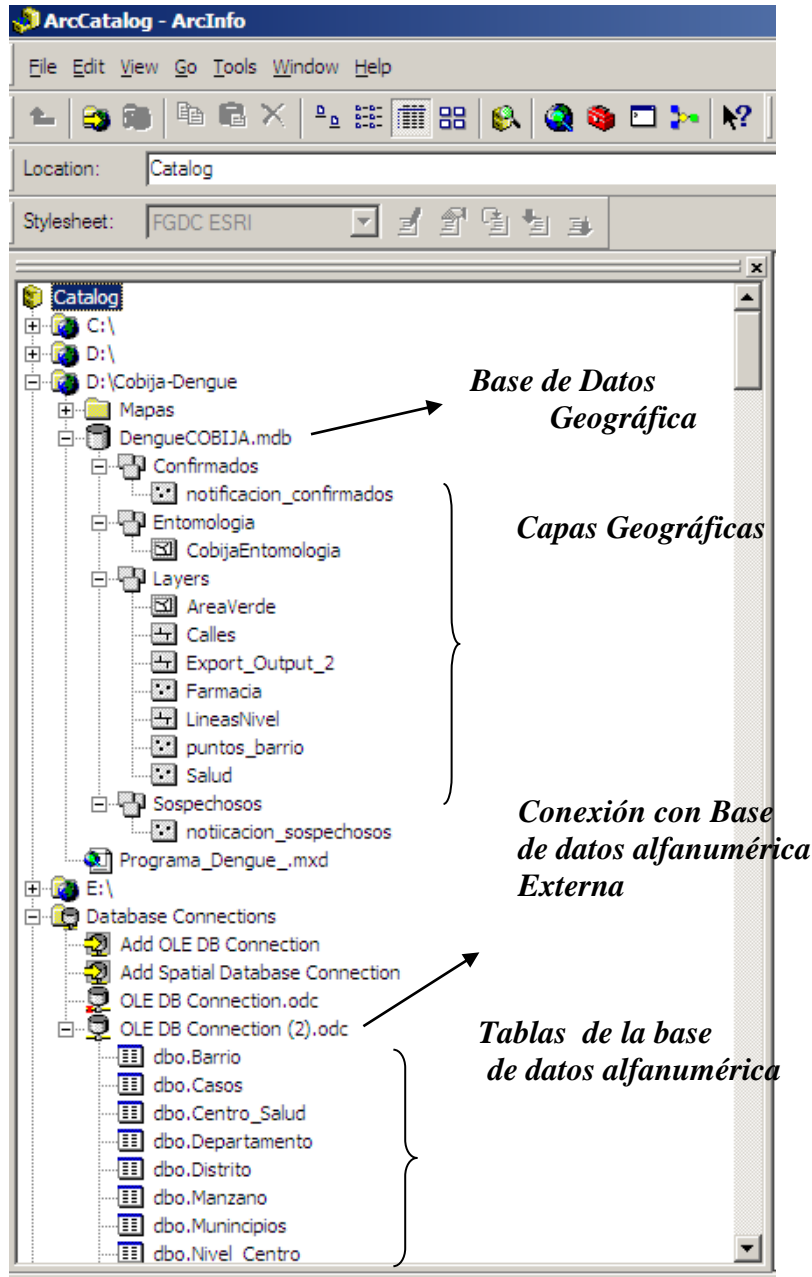 ArcCatalog - ArcInfo
File Edit View Go Tools Window Help
Location: Catalog
Stylesheet: FGDC ESRI
Catalog
C:\
D:\
D:\Cobija-Dengue
Mapas
DengueCOBIJA.mdb
Confirmados
notificacion_confirmados
Entomologia
CobijaEntomologia
Layers
AreaVerde
Calles
Export_Output_2
Farmacia
LineasNivel
puntos_barrio
Salud
Sospechosos
notiicacion_sospechosos
Programa_Dengue_.mxd
E:\
Database Connections
Add OLE DB Connection
Add Spatial Database Connection
OLE DB Connection.odc
OLE DB Connection (2).odc
dbo.Barrio
dbo.Casos
dbo.Centro_Salud
dbo.Departamento
dbo.Distrito
dbo.Manzano
dbo.Munincipios
dbo.Nivel_Centro
Base de Datos
Geográfica
Capas Geográficas
Conexión con Base
de datos alfanumérica
Externa
Tablas de la base
de datos alfanumérica